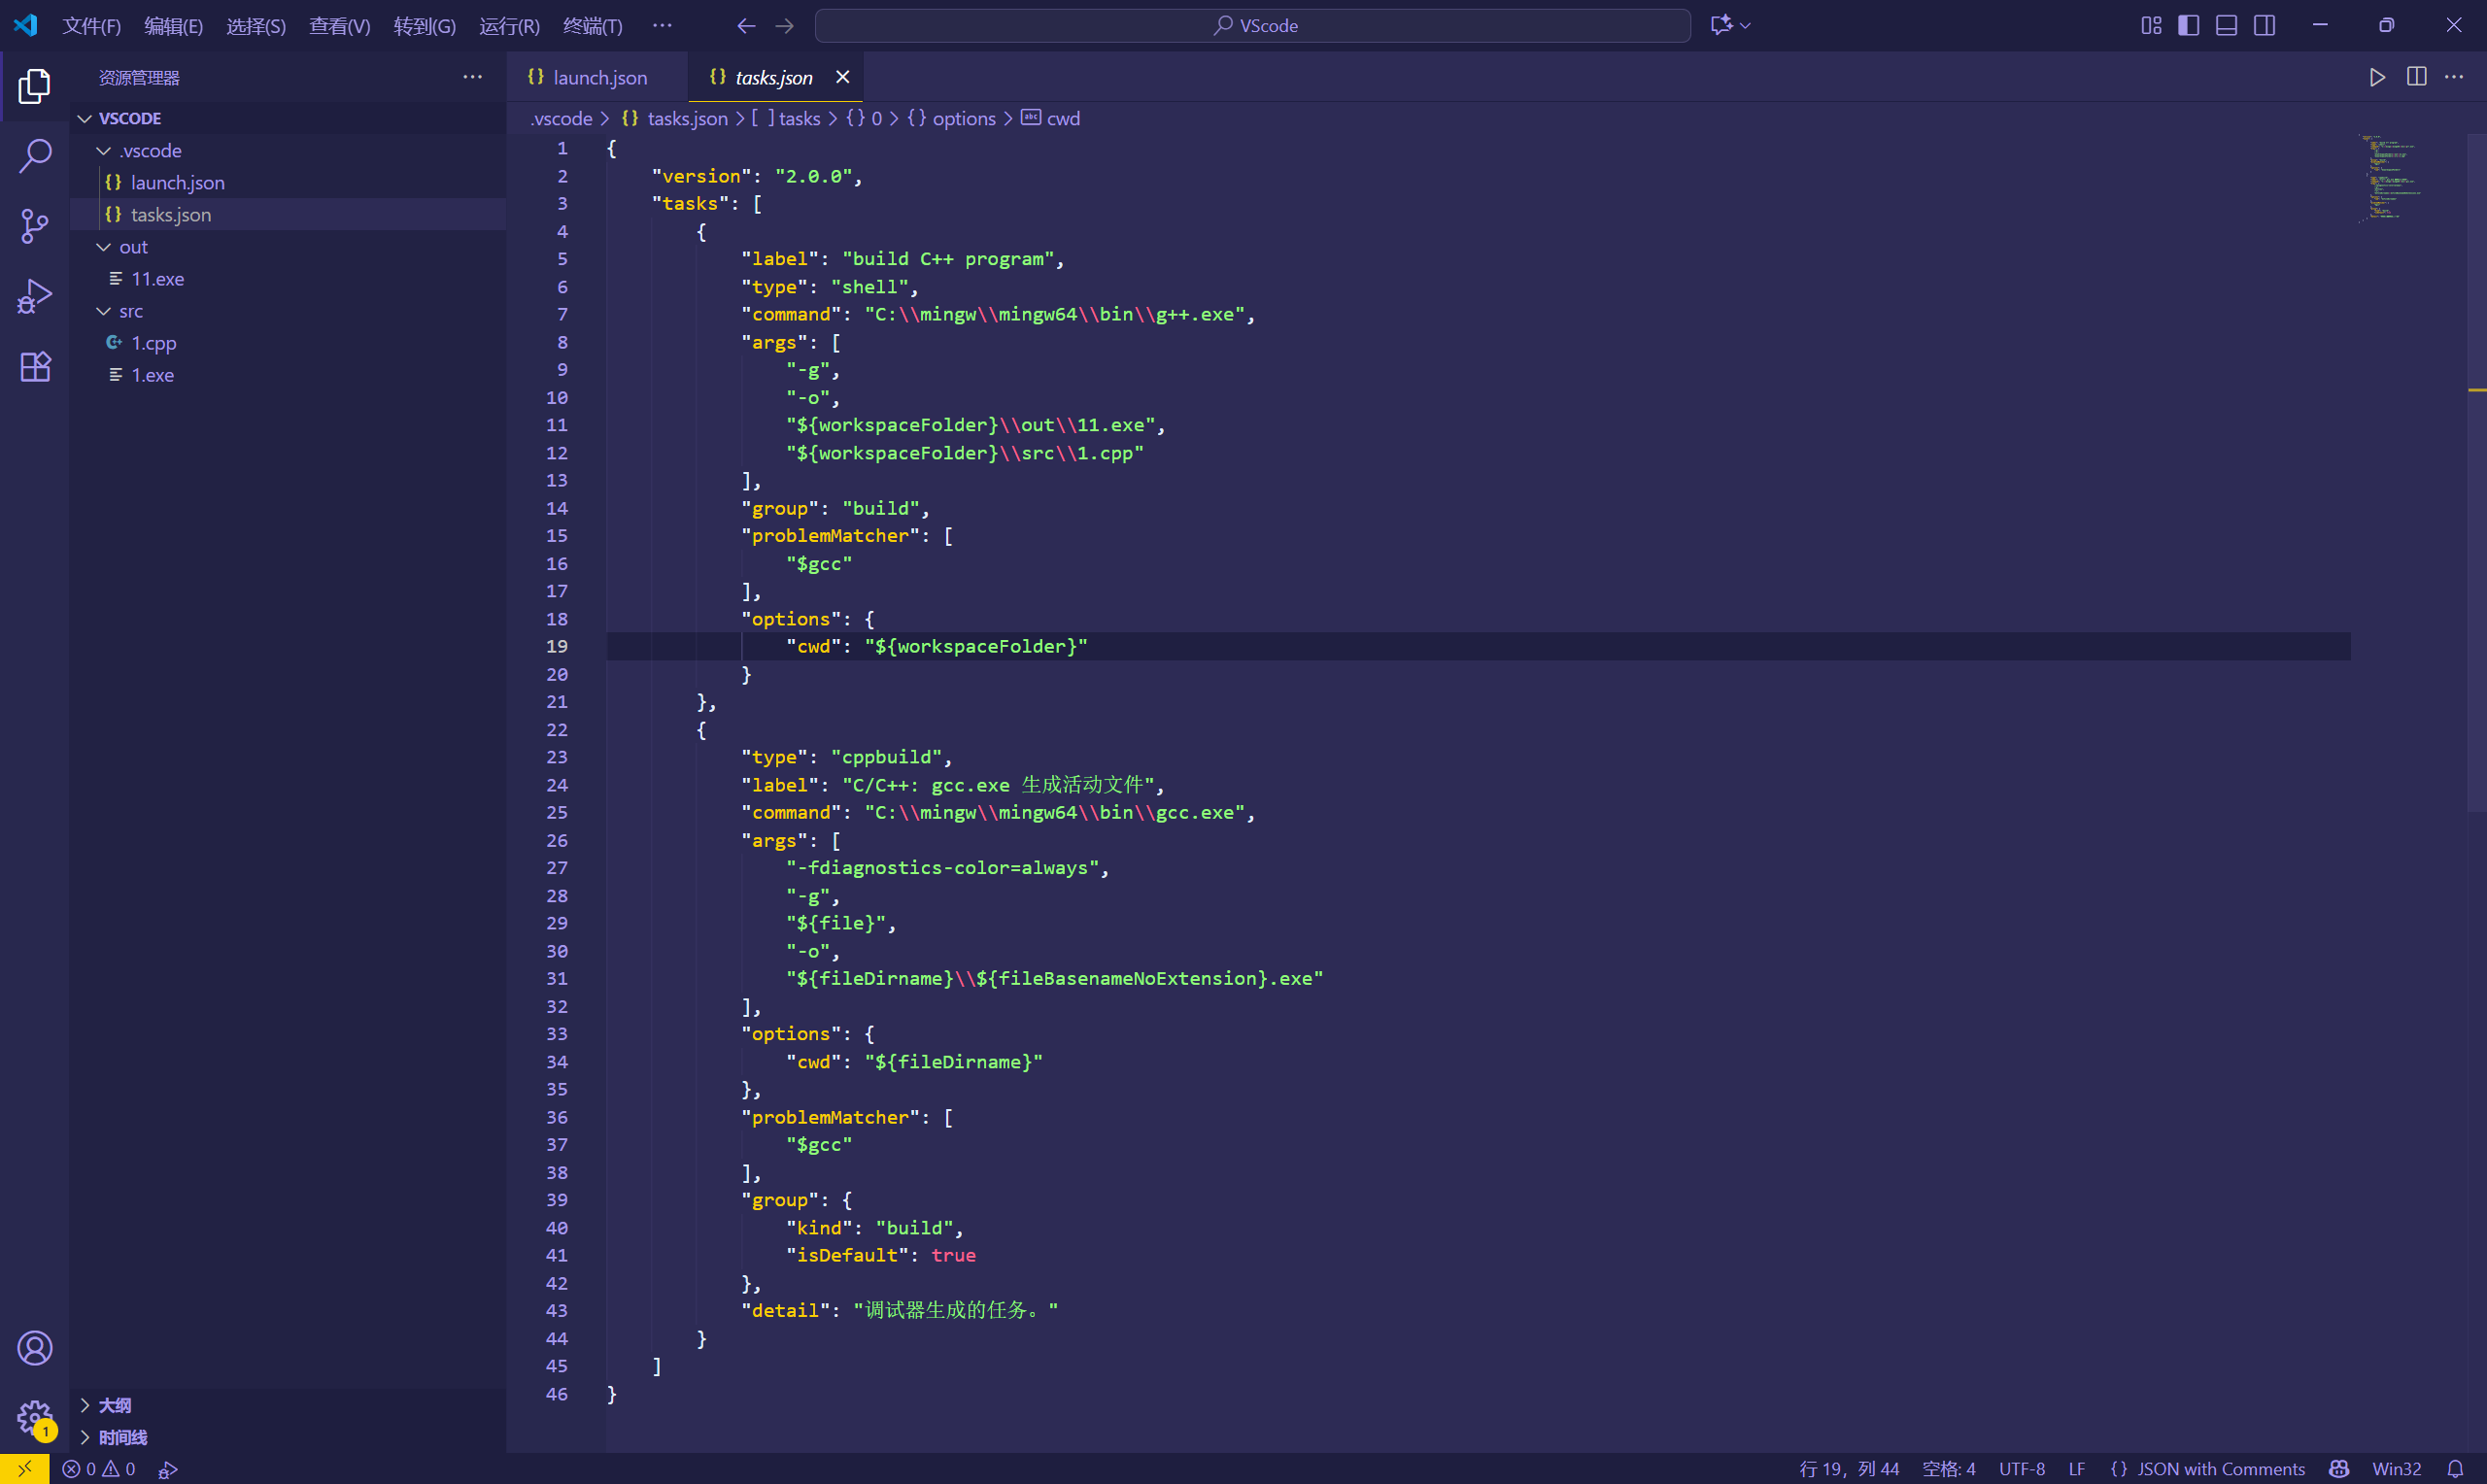 文件(F) 编辑(E) 选择(S) 查看(V) 转到(G) 运行(R) 终端(T) ··· VScode
资源管理器 ···
VSCODE
.vscode
launch.json
tasks.json
out
11.exe
src
1.cpp
1.exe
大纲
时间线
launch.json tasks.json
.vscode > {} tasks.json > [ ] tasks > {} 0 > {} options > abc cwd
1 {
2 "version": "2.0.0",
3 "tasks": [
4 {
5 "label": "build C++ program",
6 "type": "shell",
7 "command": "C:\\mingw\\mingw64\\bin\\g++.exe",
8 "args": [
9 "-g",
10 "-o",
11 "${workspaceFolder}\\out\\11.exe",
12 "${workspaceFolder}\\src\\1.cpp"
13 ],
14 "group": "build",
15 "problemMatcher": [
16 "$gcc"
17 ],
18 "options": {
19 "cwd": "${workspaceFolder}"
20 }
21 },
22 {
23 "type": "cppbuild",
24 "label": "C/C++: gcc.exe 生成活动文件",
25 "command": "C:\\mingw\\mingw64\\bin\\gcc.exe",
26 "args": [
27 "-fdiagnostics-color=always",
28 "-g",
29 "${file}",
30 "-o",
31 "${fileDirname}\\${fileBasenameNoExtension}.exe"
32 ],
33 "options": {
34 "cwd": "${fileDirname}"
35 },
36 "problemMatcher": [
37 "$gcc"
38 ],
39 "group": {
40 "kind": "build",
41 "isDefault": true
42 },
43 "detail": "调试器生成的任务。"
44 }
45 ]
46 }
1
0 0 行 19，列 44 空格: 4 UTF-8 LF {} JSON with Comments Win32